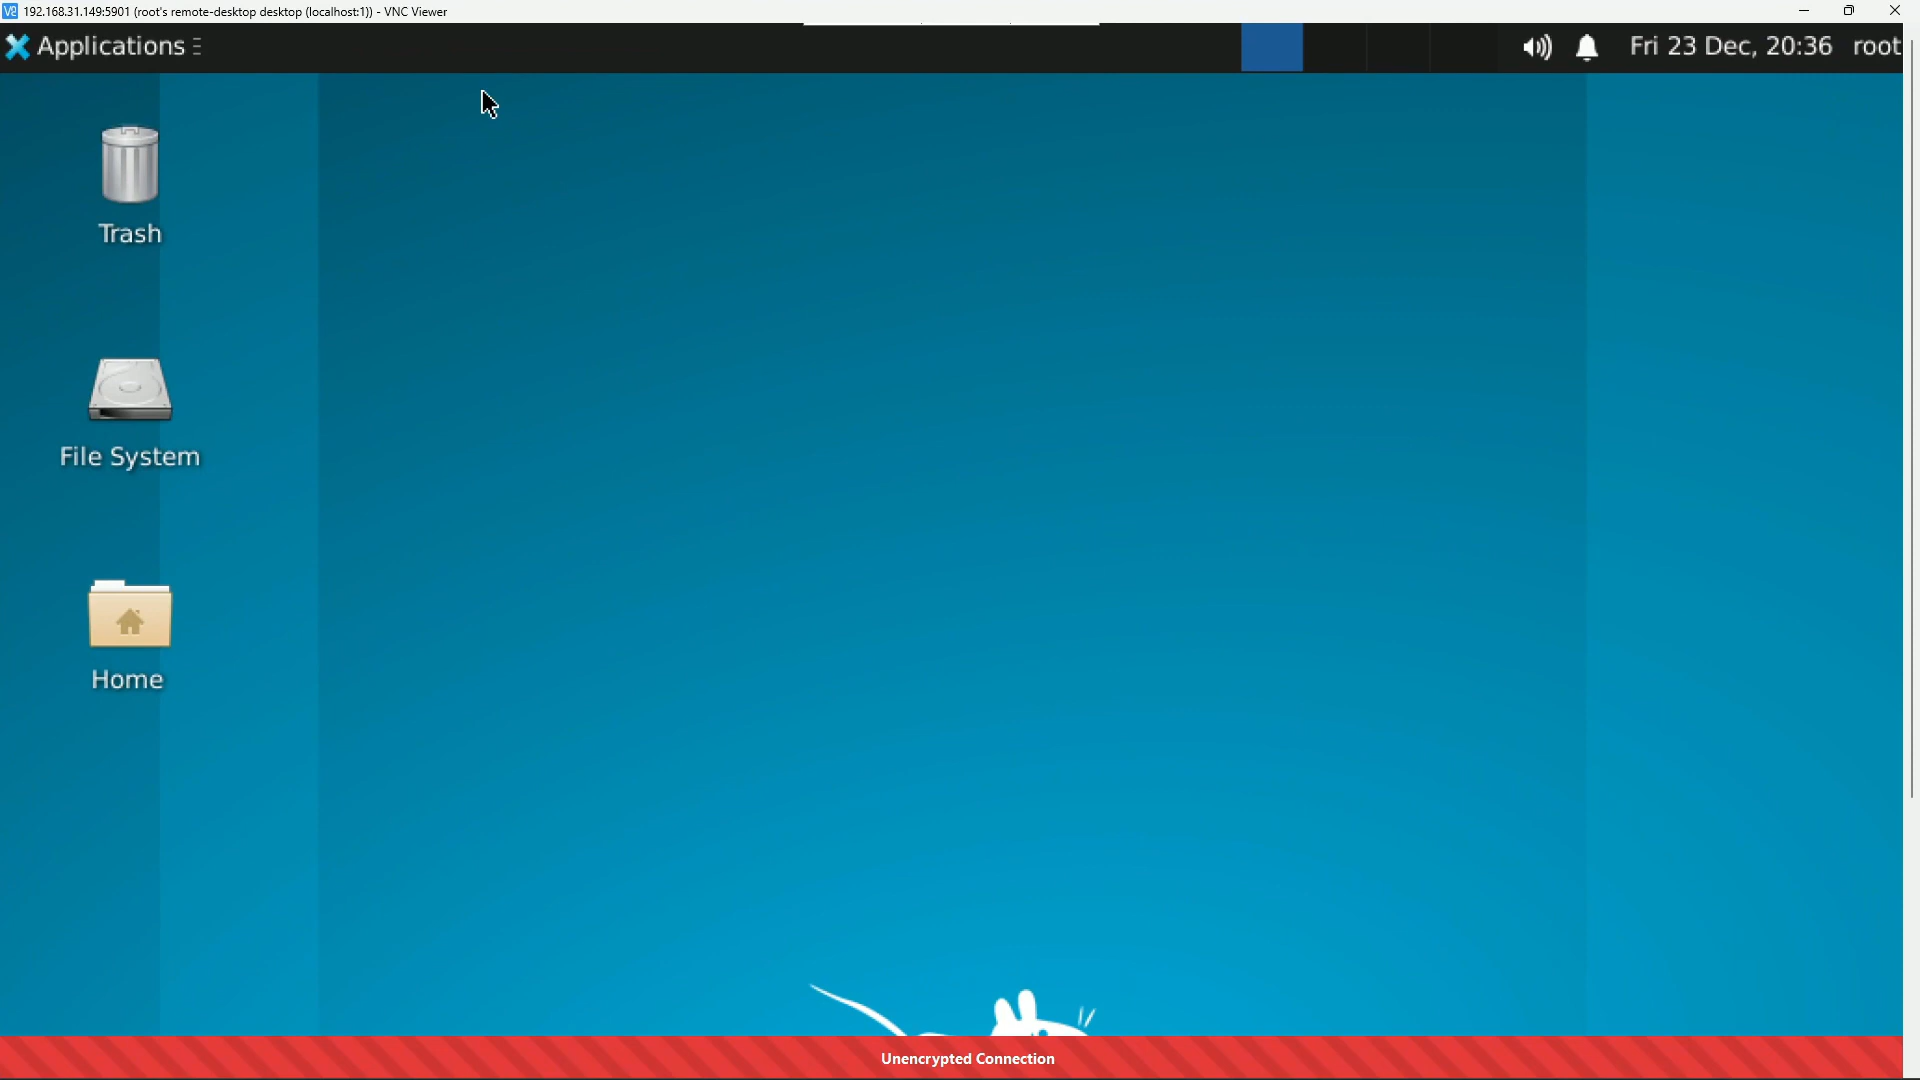 192.168.31.149:5901 (root's remote-desktop desktop (localhost:1)) - VNC Viewer
Applications
Fri 23 Dec, 20:36 root
Trash
File System
Home
Unencrypted Connection